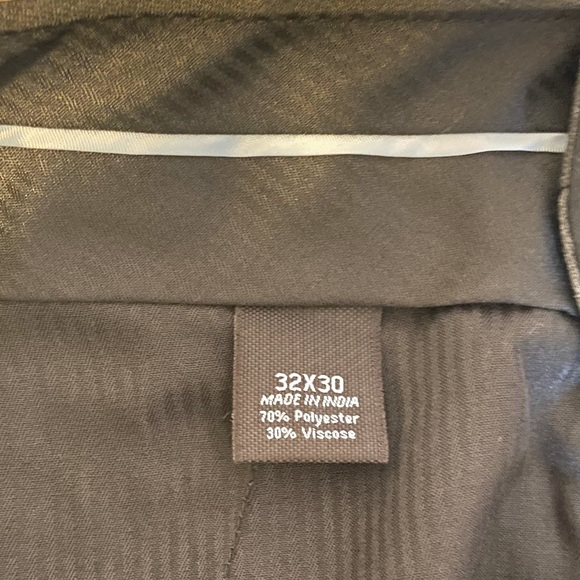 32X30
MADE IN INDIA
70% Polyester
30% Viscose